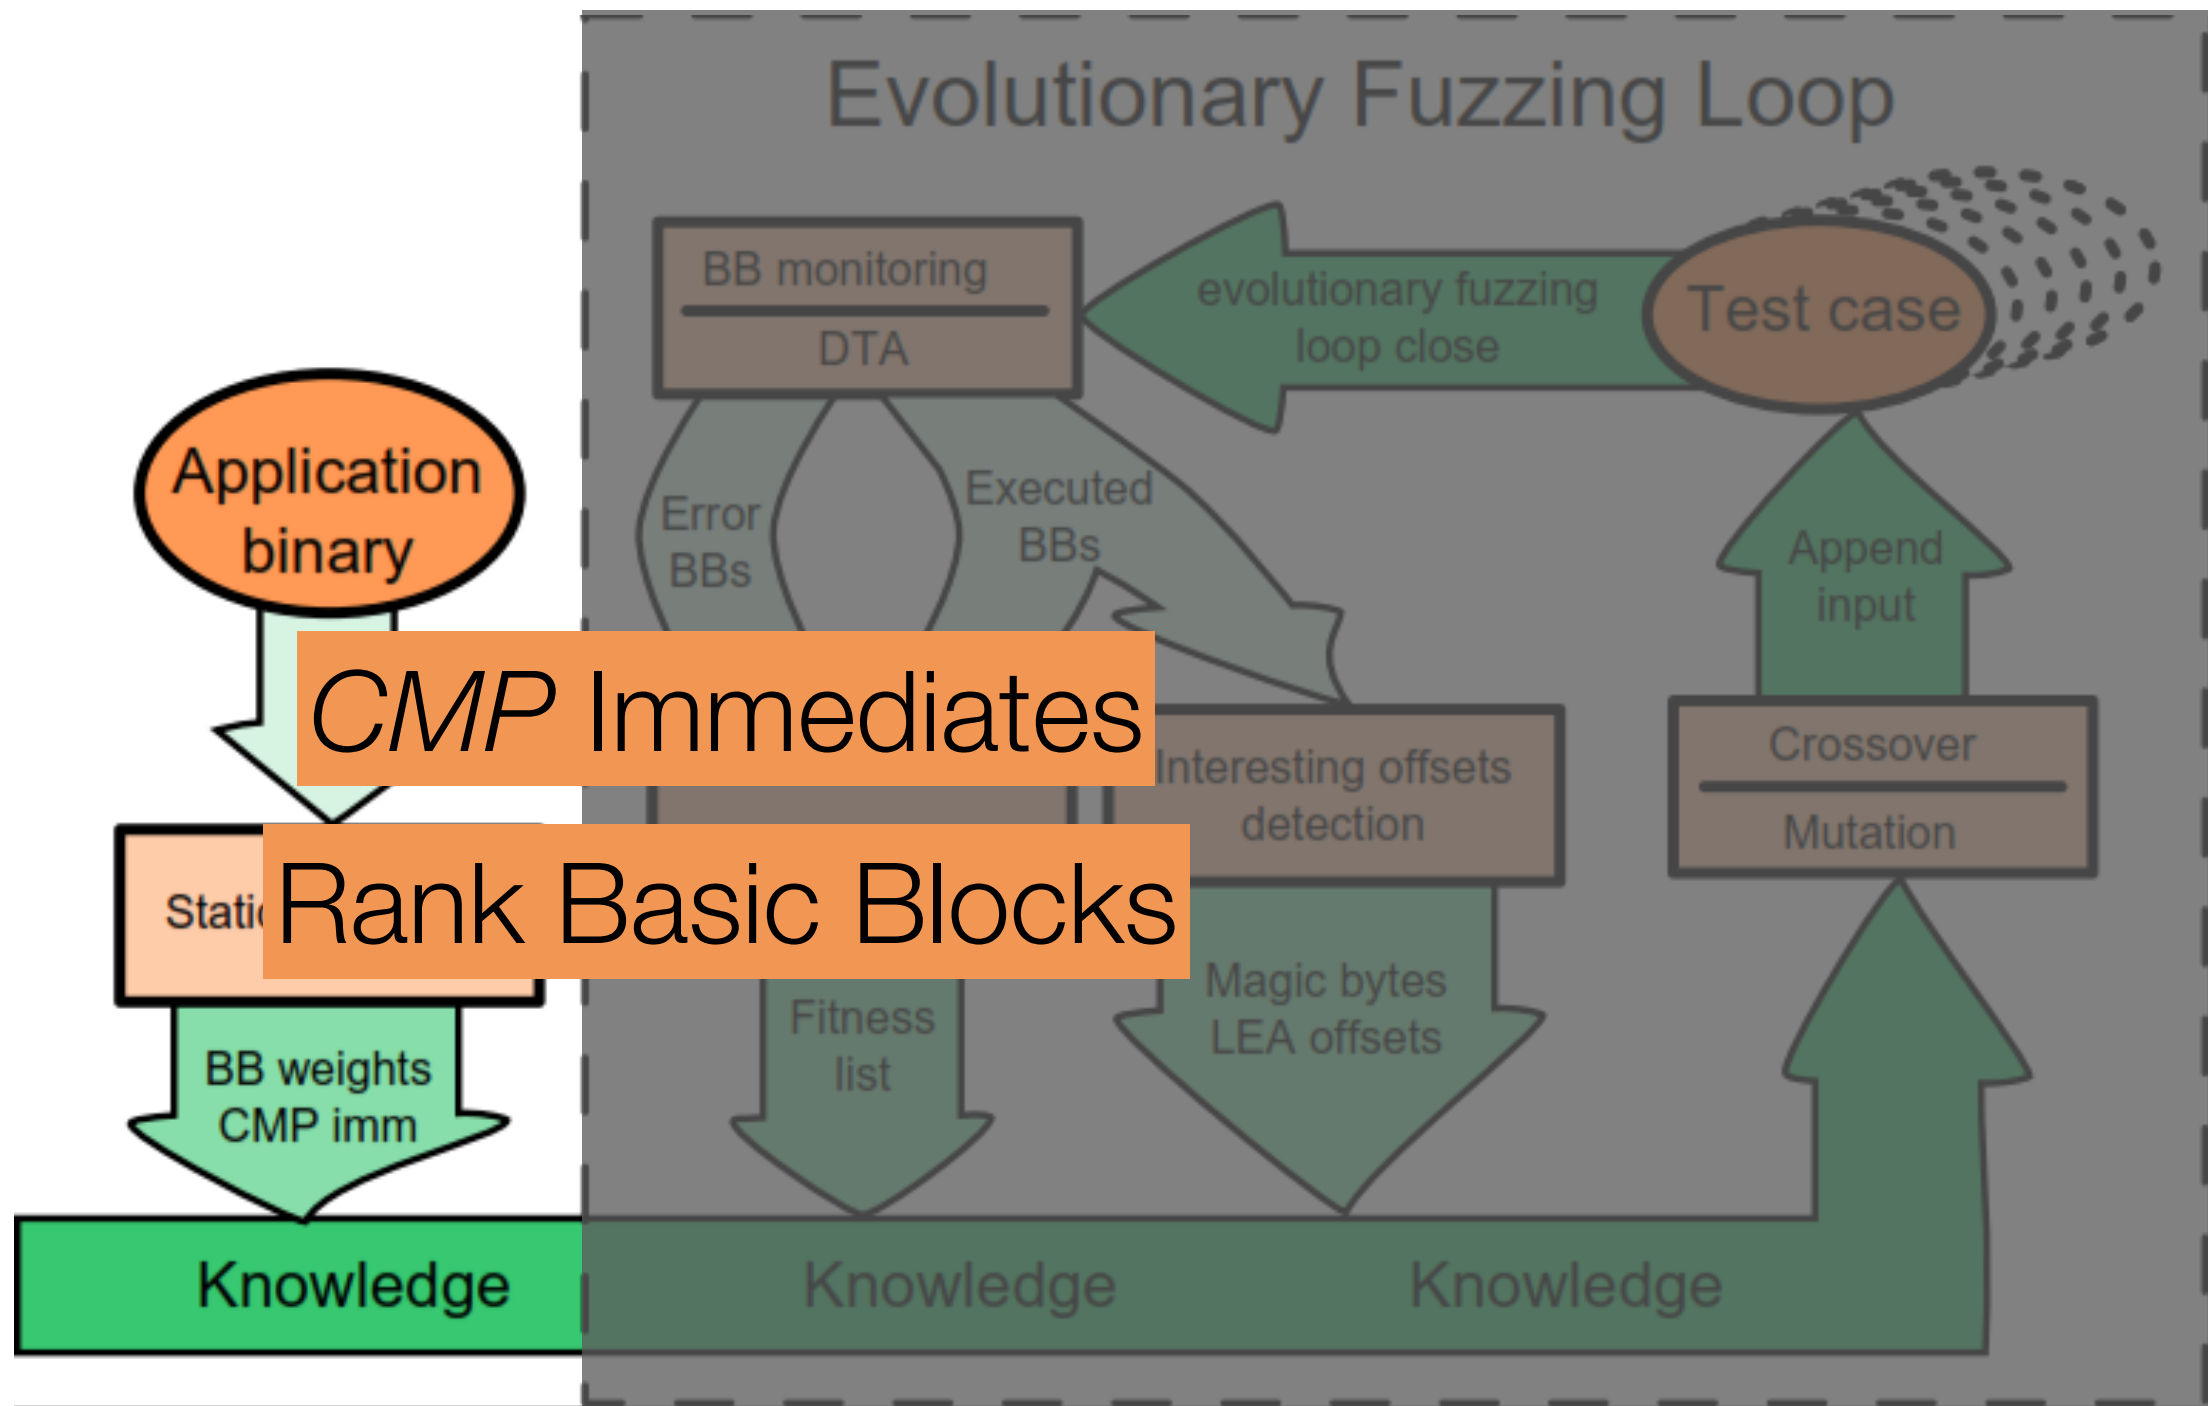 Evolutionary Fuzzing Loop
BB monitoring
DTA
evolutionary fuzzing
loop close
Test case
Application
binary
Error
BBs
Executed
BBs
Append
input
CMP Immediates
Interesting offsets
detection
Crossover
Mutation
Rank Basic Blocks
BB weights
CMP imm
Fitness
list
Magic bytes
LEA offsets
Knowledge
Knowledge
Knowledge